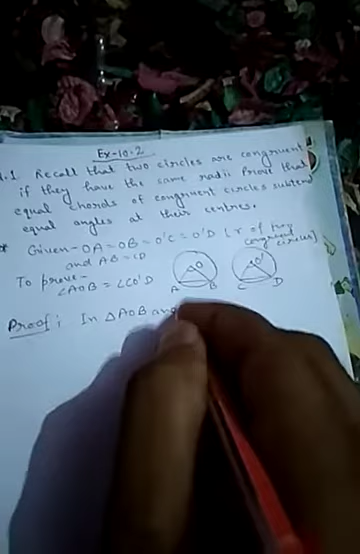 Ex-10.2
.1 Recall that two circles are congruent
if they have the same radii Prove that
equal chords of congruent circles subtend
equal angles at their centres.
Given- OA = OB = O'C = O'D [r of two
congruent
circles]
and AB = CD
To prove-
∠AOB = ∠CO'D
O
O'
A B C D
Proof: In △AOB an